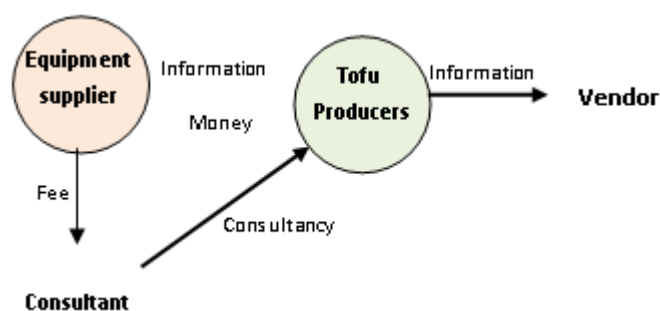 Equipment
supplier
Information
Money
Tofu
Producers
Information
Vendor
Fee
Consultancy
Consultant